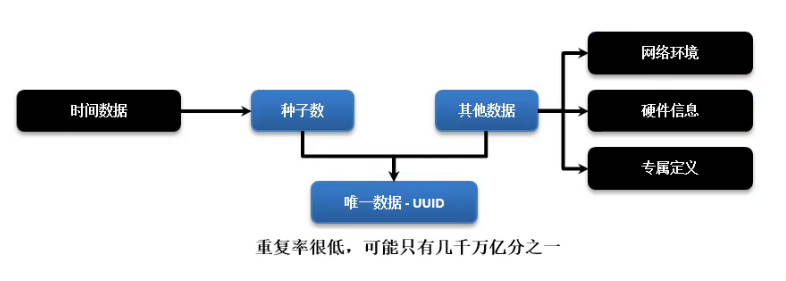 网络环境
时间数据
种子数
其他数据
硬件信息
专属定义
唯一数据 - UUID
重复率很低，可能只有几千万亿分之一